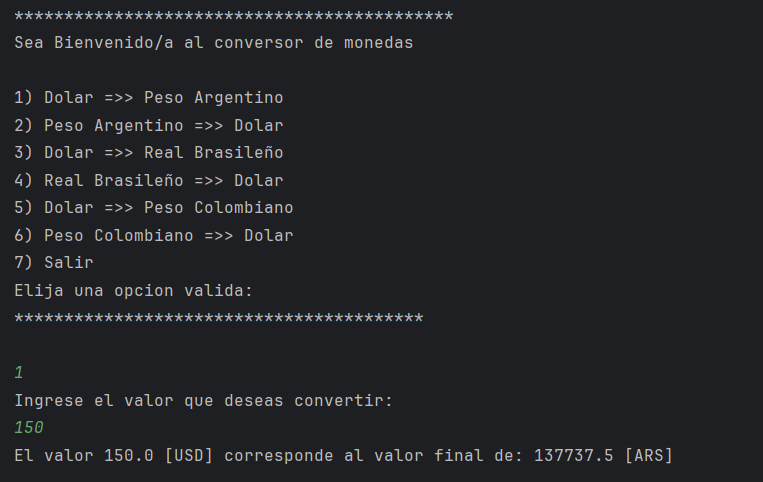 ********************************************
Sea Bienvenido/a al conversor de monedas
1) Dolar =>> Peso Argentino
2) Peso Argentino =>> Dolar
3) Dolar =>> Real Brasileño
4) Real Brasileño =>> Dolar
5) Dolar =>> Peso Colombiano
6) Peso Colombiano =>> Dolar
7) Salir
Elija una opcion valida:
*****************************************
1
Ingrese el valor que deseas convertir:
150
El valor 150.0 [USD] corresponde al valor final de: 137737.5 [ARS]